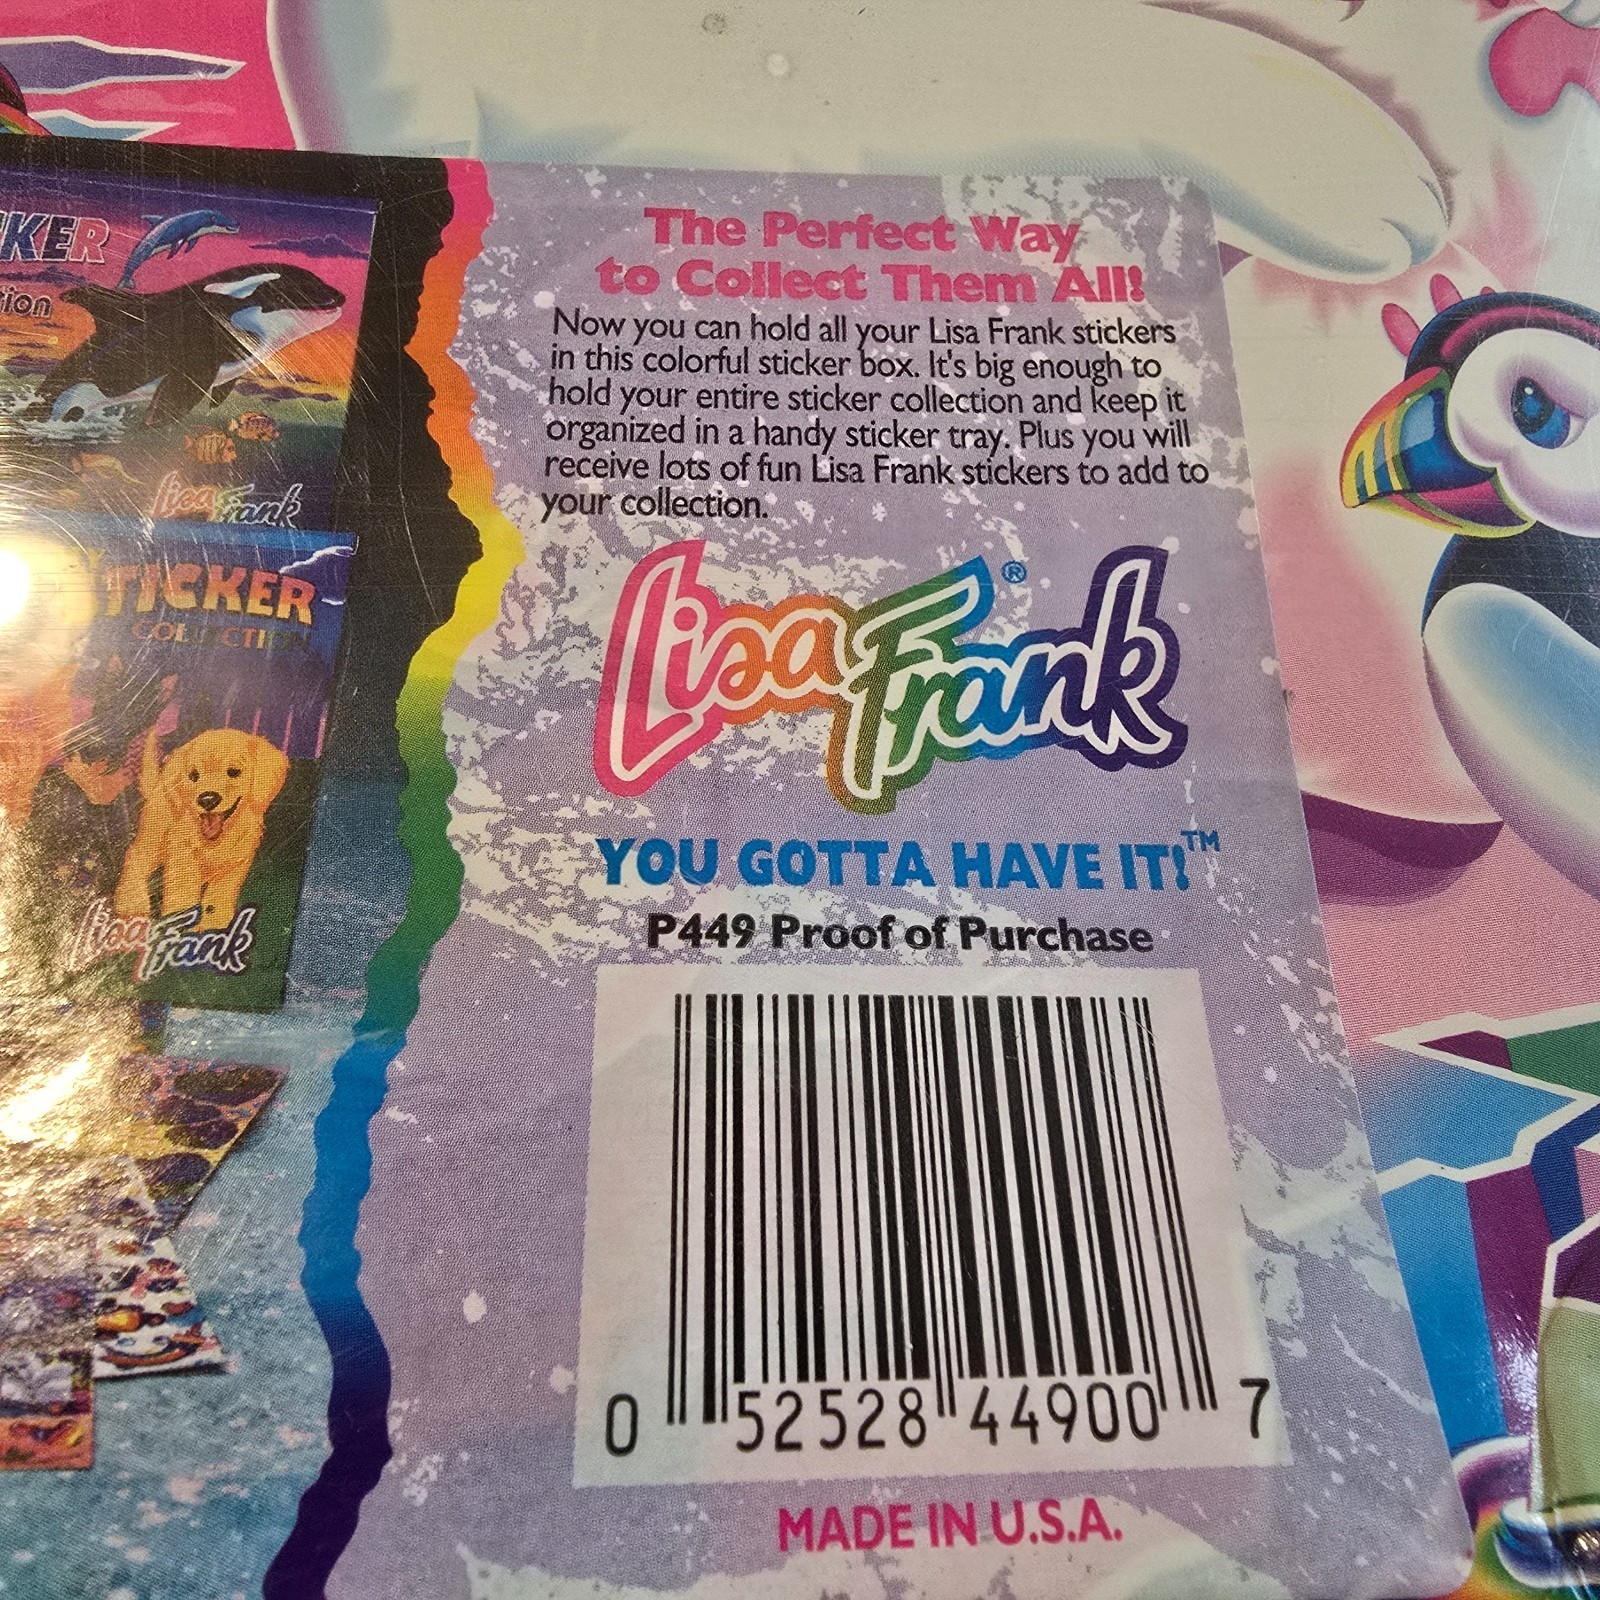 KER
tion
Lisa Frank
STICKER
COLLECTION
Lisa Frank
The Perfect Way
to Collect Them All!
Now you can hold all your Lisa Frank stickers
in this colorful sticker box. It's big enough to
hold your entire sticker collection and keep it
organized in a handy sticker tray. Plus you will
receive lots of fun Lisa Frank stickers to add to
your collection.
Lisa Frank®
YOU GOTTA HAVE IT!™
P449 Proof of Purchase
0 52528 44900 7
MADE IN U.S.A.